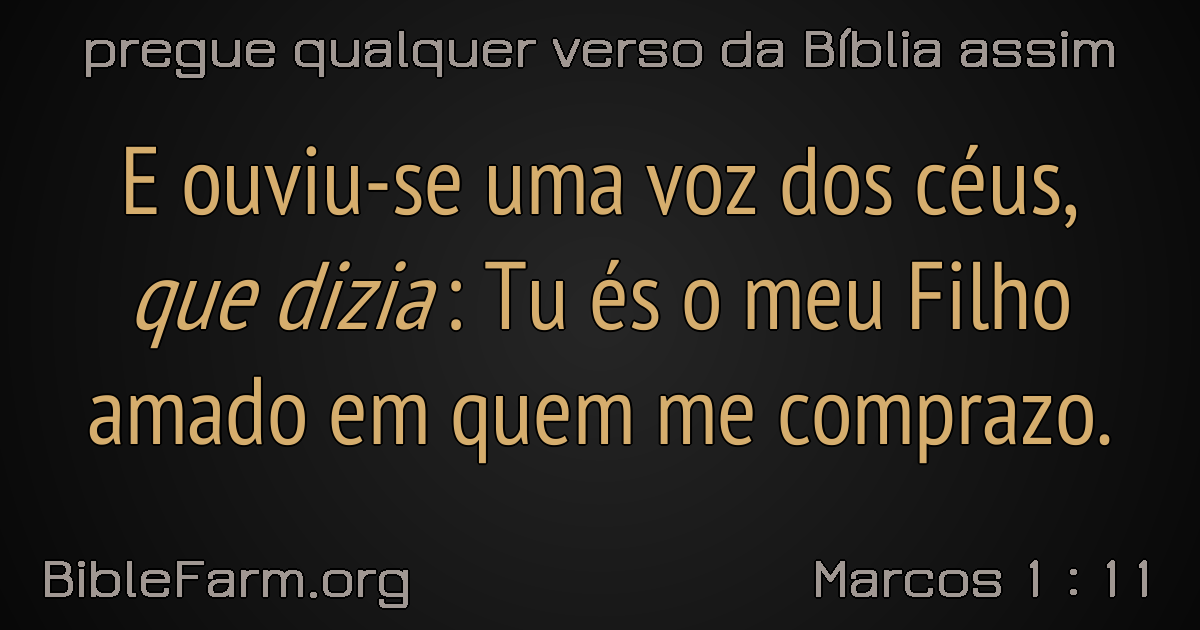 pregue qualquer verso da Bíblia assim
E ouviu-se uma voz dos céus,
que dizia: Tu és o meu Filho
amado em quem me comprazo.
BibleFarm.org
Marcos 1 : 11